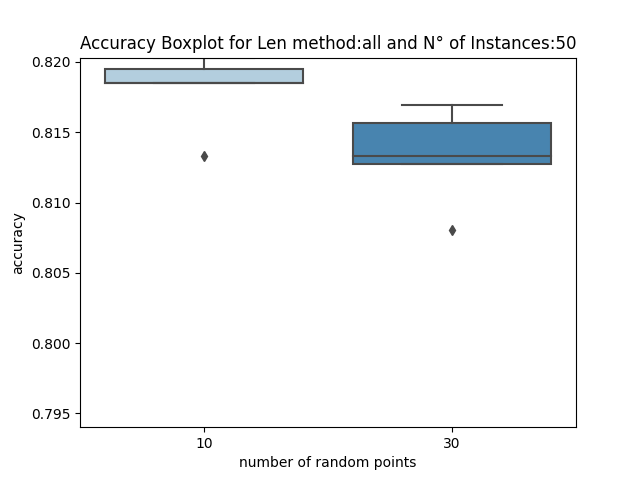 Accuracy Boxplot for Len method:all and N° of Instances:50
0.820
0.815
0.810
0.805
0.800
0.795
accuracy
10 30
number of random points